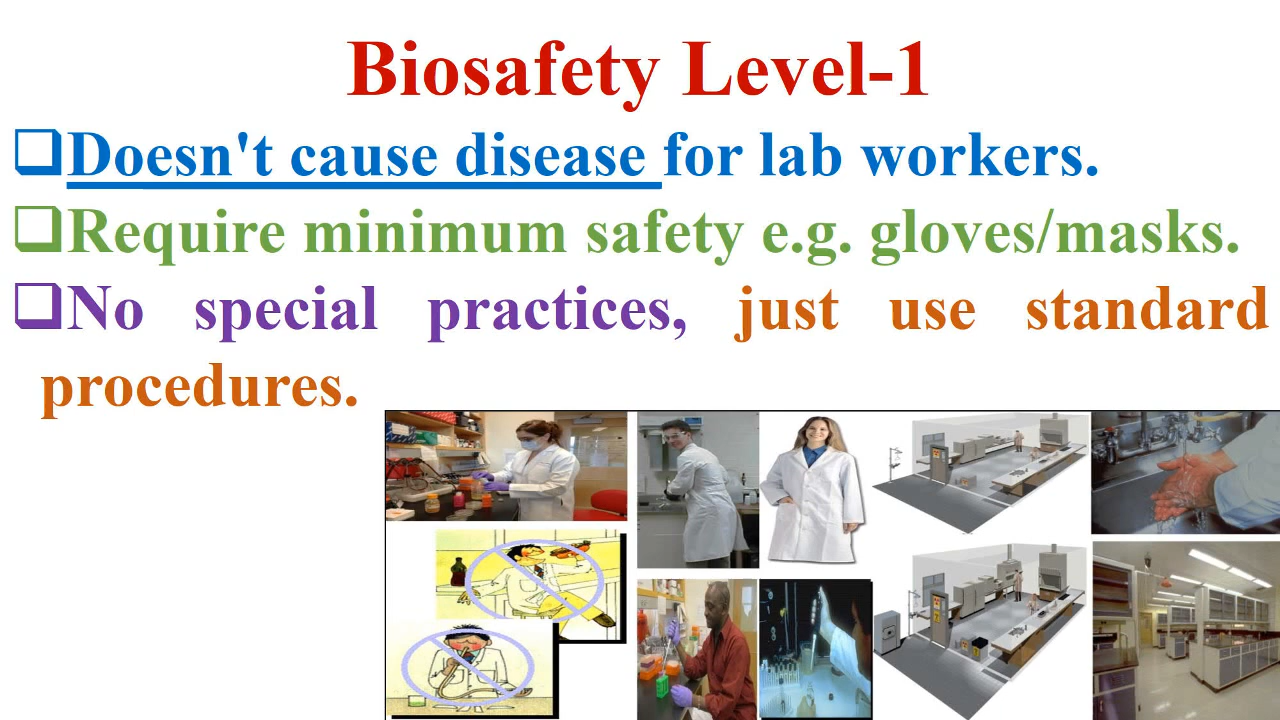 Biosafety Level-1
❑Doesn't cause disease for lab workers.
❑Require minimum safety e.g. gloves/masks.
❑No special practices, just use standard
procedures.